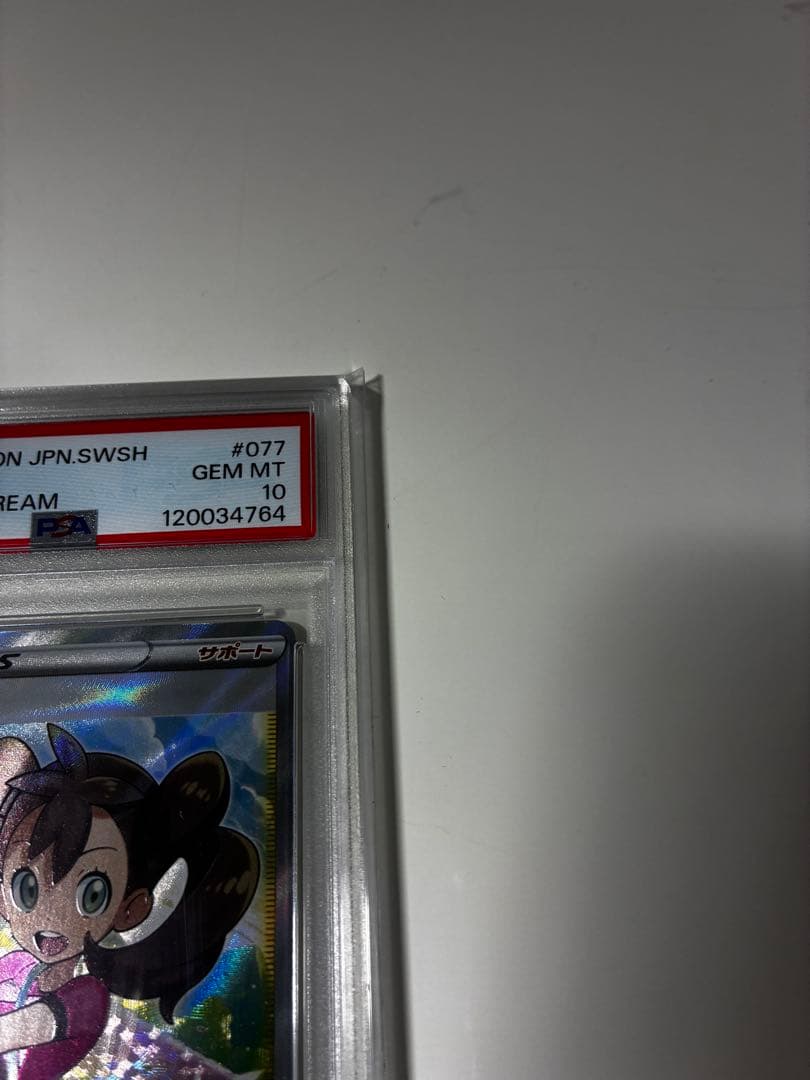 ON JPN.SWSH #077
GEM MT
REAM 10
PSA 120034764
S サポート